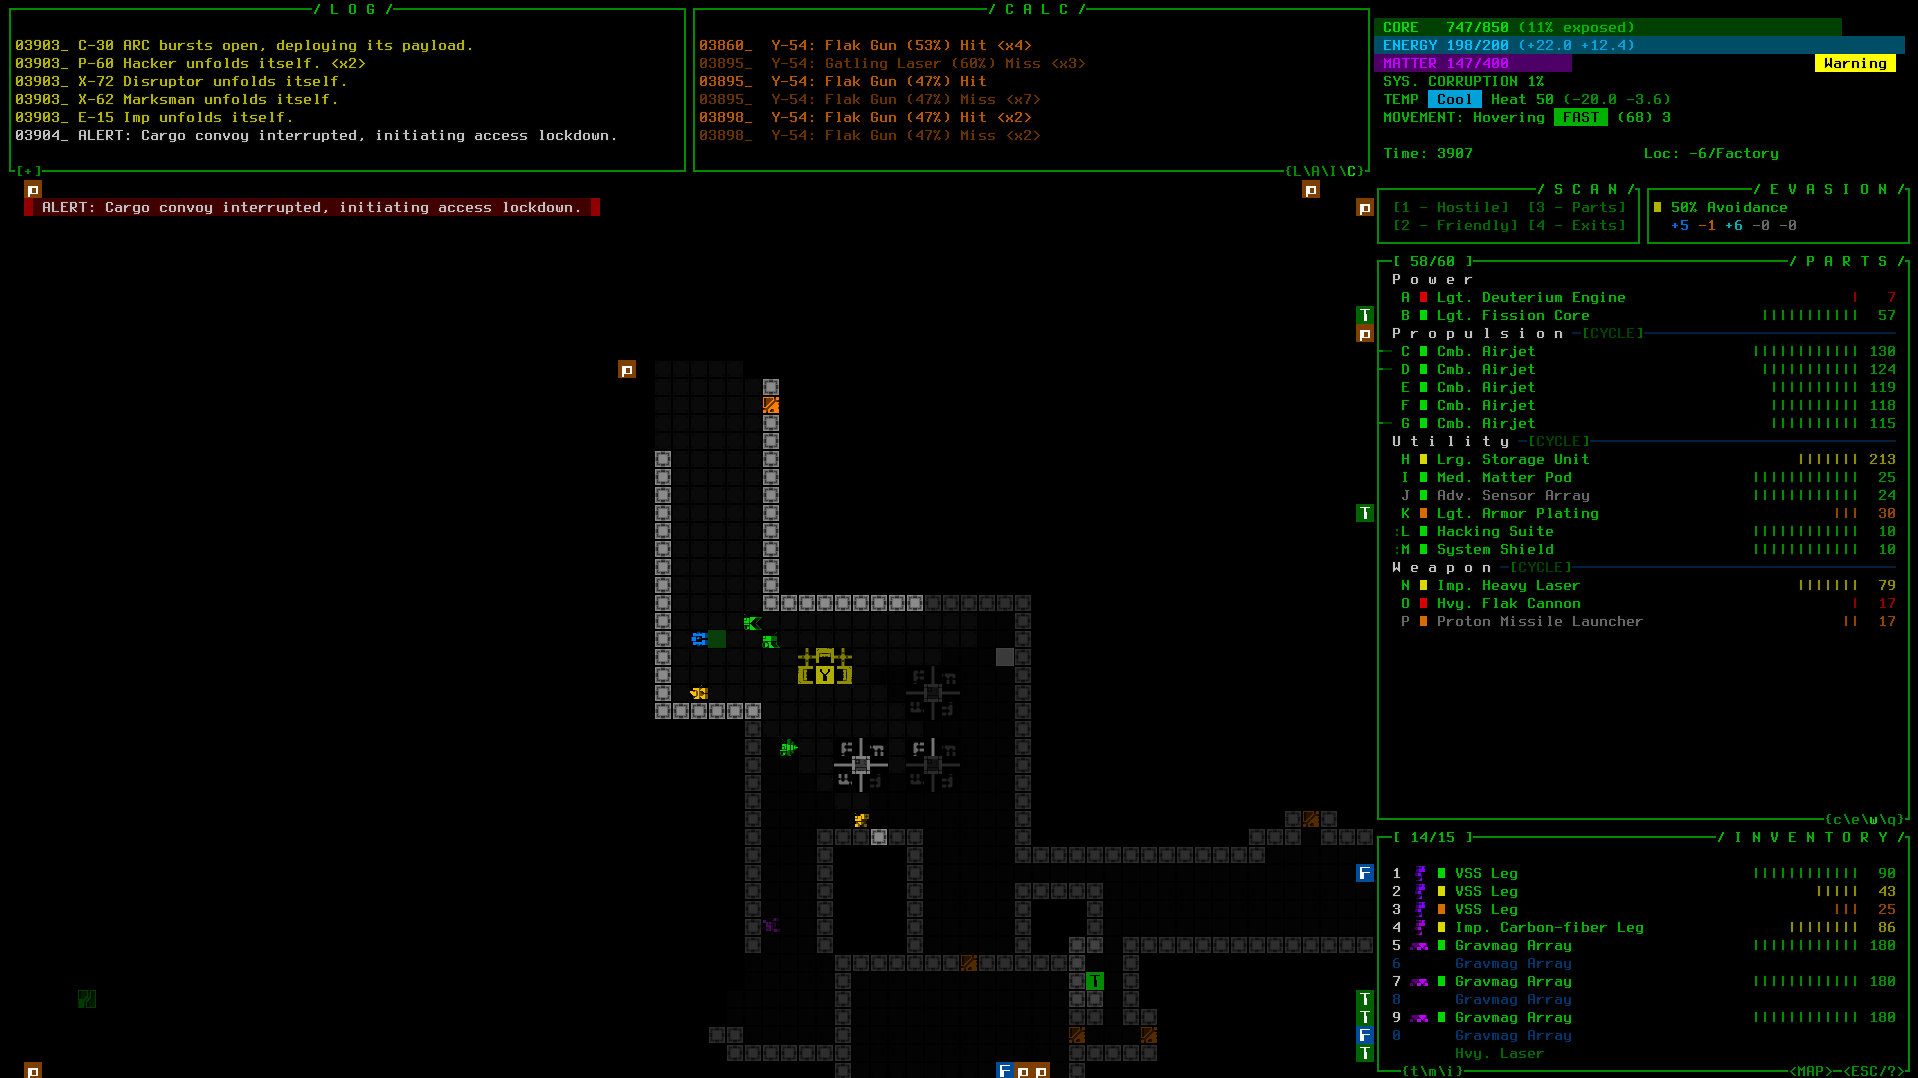 / L O G /
03903_ C-30 ARC bursts open, deploying its payload.
03903_ P-60 Hacker unfolds itself. <x2>
03903_ X-72 Disruptor unfolds itself.
03903_ X-62 Marksman unfolds itself.
03903_ E-15 Imp unfolds itself.
03904_ ALERT: Cargo convoy interrupted, initiating access lockdown.
[+]
/ C A L C /
03860_ Y-54: Flak Gun (53%) Hit <x4>
03895_ Y-54: Gatling Laser (60%) Miss <x3>
03895_ Y-54: Flak Gun (47%) Hit
03895_ Y-54: Flak Gun (47%) Miss <x7>
03898_ Y-54: Flak Gun (47%) Hit <x2>
03898_ Y-54: Flak Gun (47%) Miss <x2>
(L\A\I\C)
CORE 747/850 (11% exposed)
ENERGY 198/200 (+22.0 +12.4)
MATTER 147/400 Warning
SYS. CORRUPTION 1%
TEMP Cool Heat 50 (-20.0 -3.6)
MOVEMENT: Hovering FAST (68) 3
Time: 3907 Loc: -6/Factory
ALERT: Cargo convoy interrupted, initiating access lockdown.
/ S C A N /
[1 - Hostile] [3 - Parts]
[2 - Friendly] [4 - Exits]
/ E V A S I O N /
50% Avoidance
+5 -1 +6 -0 -0
[ 58/60 ] / P A R T S /
Power
A Lgt. Deuterium Engine 7
B Lgt. Fission Core 57
Propulsion [CYCLE]
C Cmb. Airjet 130
D Cmb. Airjet 124
E Cmb. Airjet 119
F Cmb. Airjet 118
G Cmb. Airjet 115
Utility [CYCLE]
H Lrg. Storage Unit 213
I Med. Matter Pod 25
J Adv. Sensor Array 24
K Lgt. Armor Plating 30
:L Hacking Suite 10
:M System Shield 10
Weapon [CYCLE]
N Imp. Heavy Laser 79
O Hvy. Flak Cannon 17
P Proton Missile Launcher 17
(c\e\w\q)
[ 14/15 ] / I N V E N T O R Y /
1 VSS Leg 90
2 VSS Leg 43
3 VSS Leg 25
4 Imp. Carbon-fiber Leg 86
5 Gravmag Array 180
6 Gravmag Array
7 Gravmag Array 180
8 Gravmag Array
9 Gravmag Array 180
0 Gravmag Array
Hvy. Laser
(t\m\i) <MAP> <ESC/?>
p
p
p
T
p
p
T
Y
F
T
T
T
F
T
p
F p p